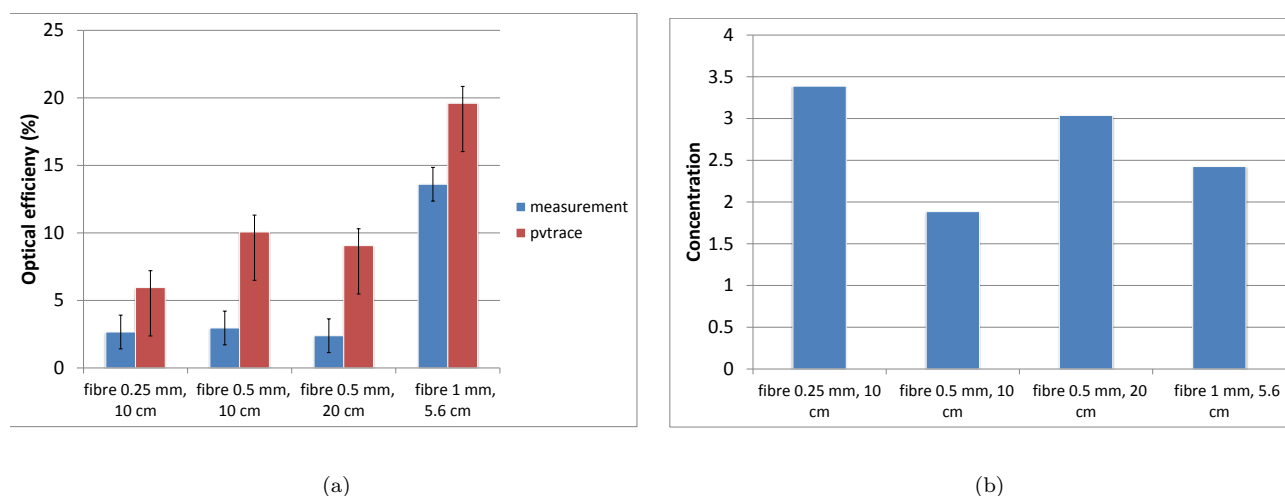 25
20
15
10
5
0
Optical efficieny (%)
fibre 0.25 mm,
10 cm
fibre 0.5 mm,
10 cm
fibre 0.5 mm,
20 cm
fibre 1 mm,
5.6 cm
measurement
pvtrace
(a)
4
3.5
3
2.5
2
1.5
1
0.5
0
Concentration
fibre 0.25 mm, 10
cm
fibre 0.5 mm, 10
cm
fibre 0.5 mm, 20
cm
fibre 1 mm, 5.6
cm
(b)